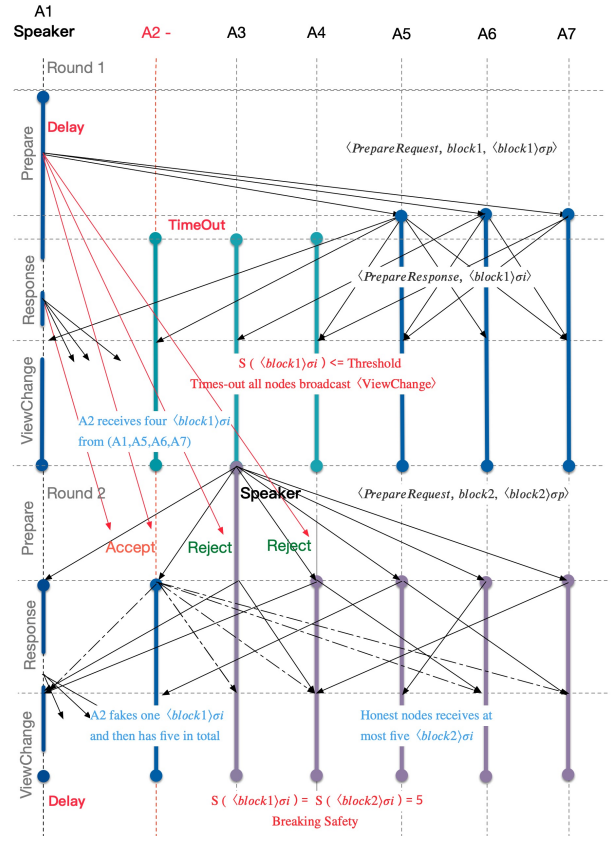 A1
Speaker
A2 -
A3
A4
A5
A6
A7
Round 1
Prepare
Delay
⟨PrepareRequest, block1, ⟨block1⟩σp⟩
TimeOut
Response
⟨PrepareResponse, ⟨block1⟩σi⟩
ViewChange
S ( ⟨block1⟩σi ) <= Threshold
Times-out all nodes broadcast ⟨ViewChange⟩
A2 receives four ⟨block1⟩σi
from (A1,A5,A6,A7)
Round 2
Speaker
⟨PrepareRequest, block2, ⟨block2⟩σp⟩
Prepare
Accept
Reject
Reject
Response
ViewChange
A2 fakes one ⟨block1⟩σi
and then has five in total
Honest nodes receives at
most five ⟨block2⟩σi
Delay
S ( ⟨block1⟩σi ) = S ( ⟨block2⟩σi ) = 5
Breaking Safety